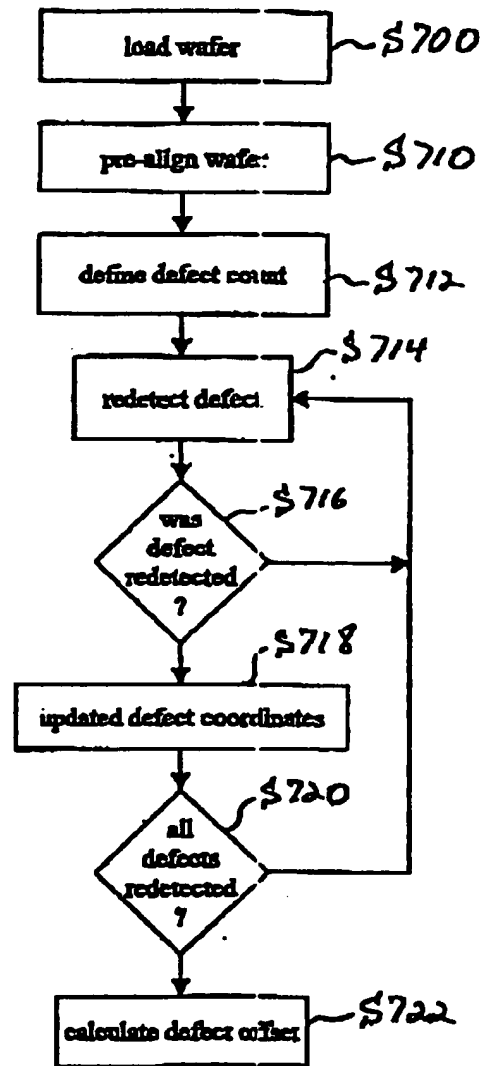 load wafer
S700
pre-align wafer
S710
define defect count
S712
S714
redetect defect
S716
was
defect
redetected
?
S718
updated defect coordinates
S720
all
defects
redetected
?
calculate defect offset
S722